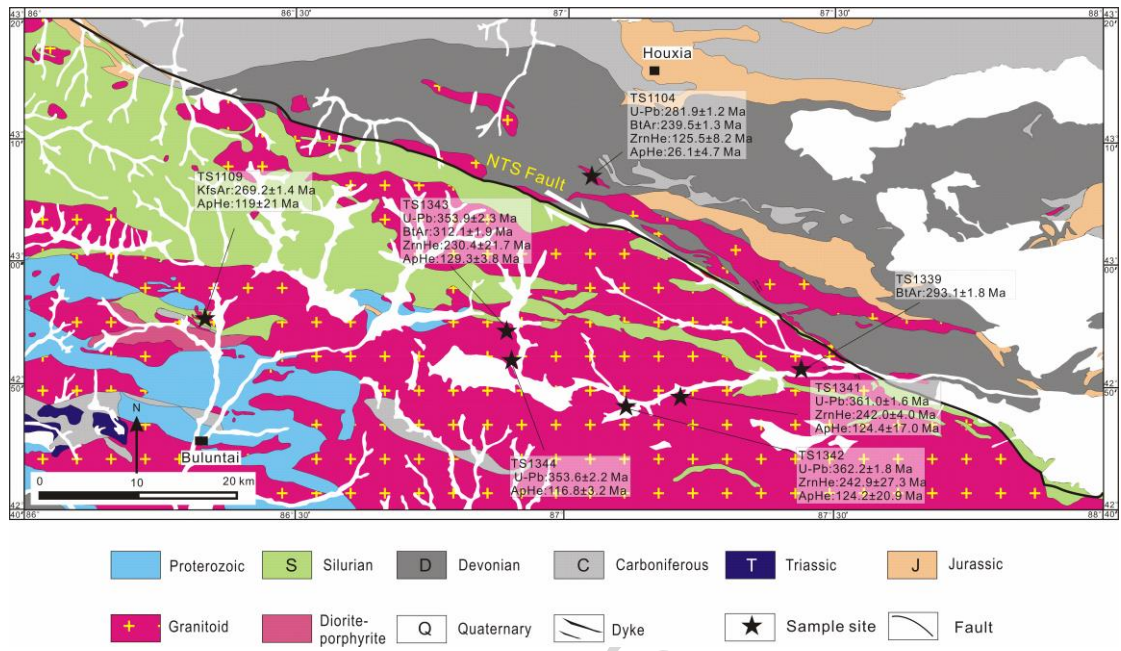 43° 20′
86°
86° 30′
87°
87° 30′
88°
43° 20′
Houxia
TS1104
U-Pb:281.9±1.2 Ma
BtAr:239.5±1.3 Ma
ZrnHe:125.5±8.2 Ma
ApHe:26.1±4.7 Ma
43° 10′
43° 10′
NTS Fault
TS1109
KfsAr:269.2±1.4 Ma
ApHe:119±21 Ma
TS1343
U-Pb:353.9±2.3 Ma
BtAr:312.1±1.9 Ma
ZrnHe:230.4±21.7 Ma
ApHe:129.3±3.8 Ma
43° 00′
43° 00′
TS1339
BtAr:293.1±1.8 Ma
42° 50′
42° 50′
TS1341
U-Pb:361.0±1.6 Ma
ZrnHe:242.0±4.0 Ma
ApHe:124.4±17.0 Ma
N
Buluntai
TS1344
U-Pb:353.6±2.2 Ma
ApHe:116.8±3.2 Ma
TS1342
U-Pb:362.2±1.8 Ma
ZrnHe:242.9±27.3 Ma
ApHe:124.2±20.9 Ma
0 10 20 km
42° 40′
86°
86° 30′
87°
87° 30′
88°
42° 40′
Proterozoic
S Silurian
D Devonian
C Carboniferous
T Triassic
J Jurassic
Granitoid
Diorite-
porphyrite
Q Quaternary
Dyke
Sample site
Fault